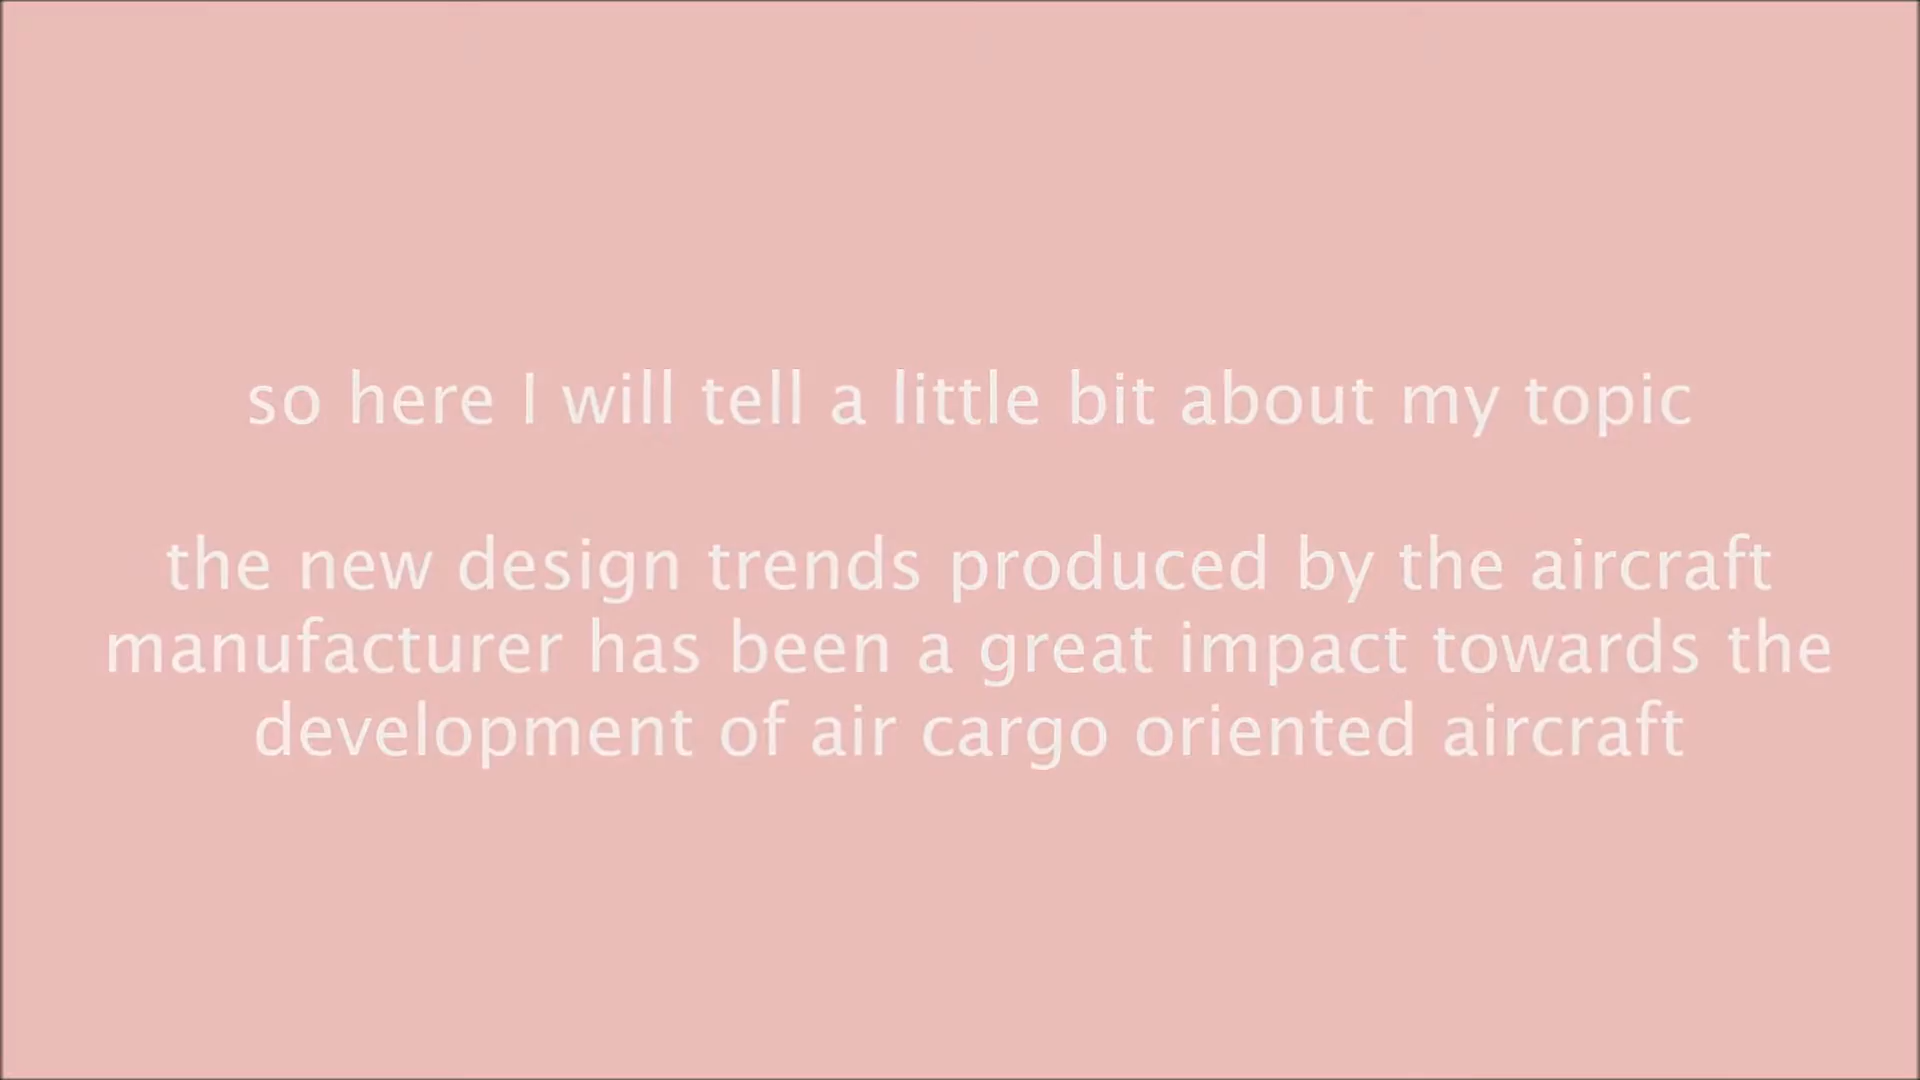 so here I will tell a little bit about my topic
the new design trends produced by the aircraft
manufacturer has been a great impact towards the
development of air cargo oriented aircraft